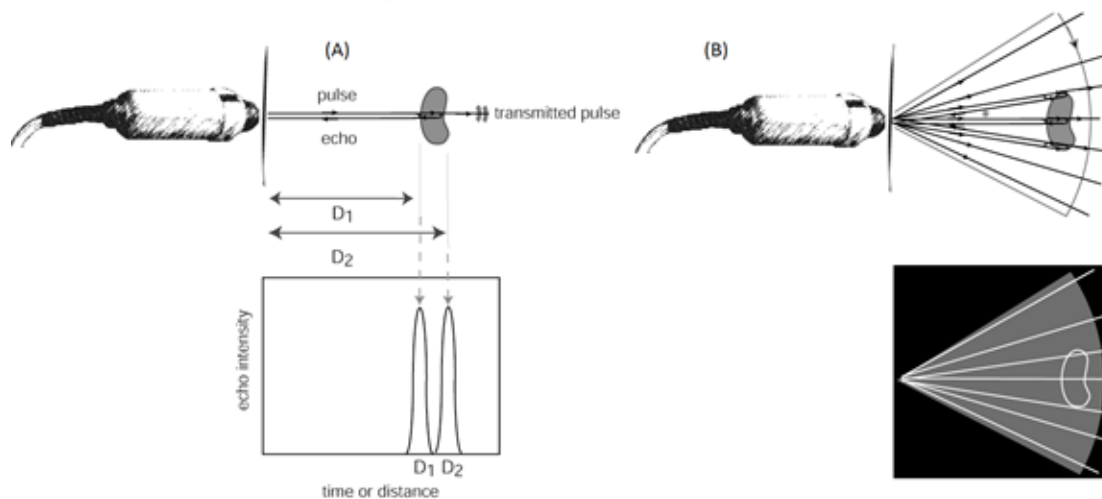 (A)
pulse
echo
transmitted pulse
D1
D2
echo intensity
D1 D2
time or distance
(B)